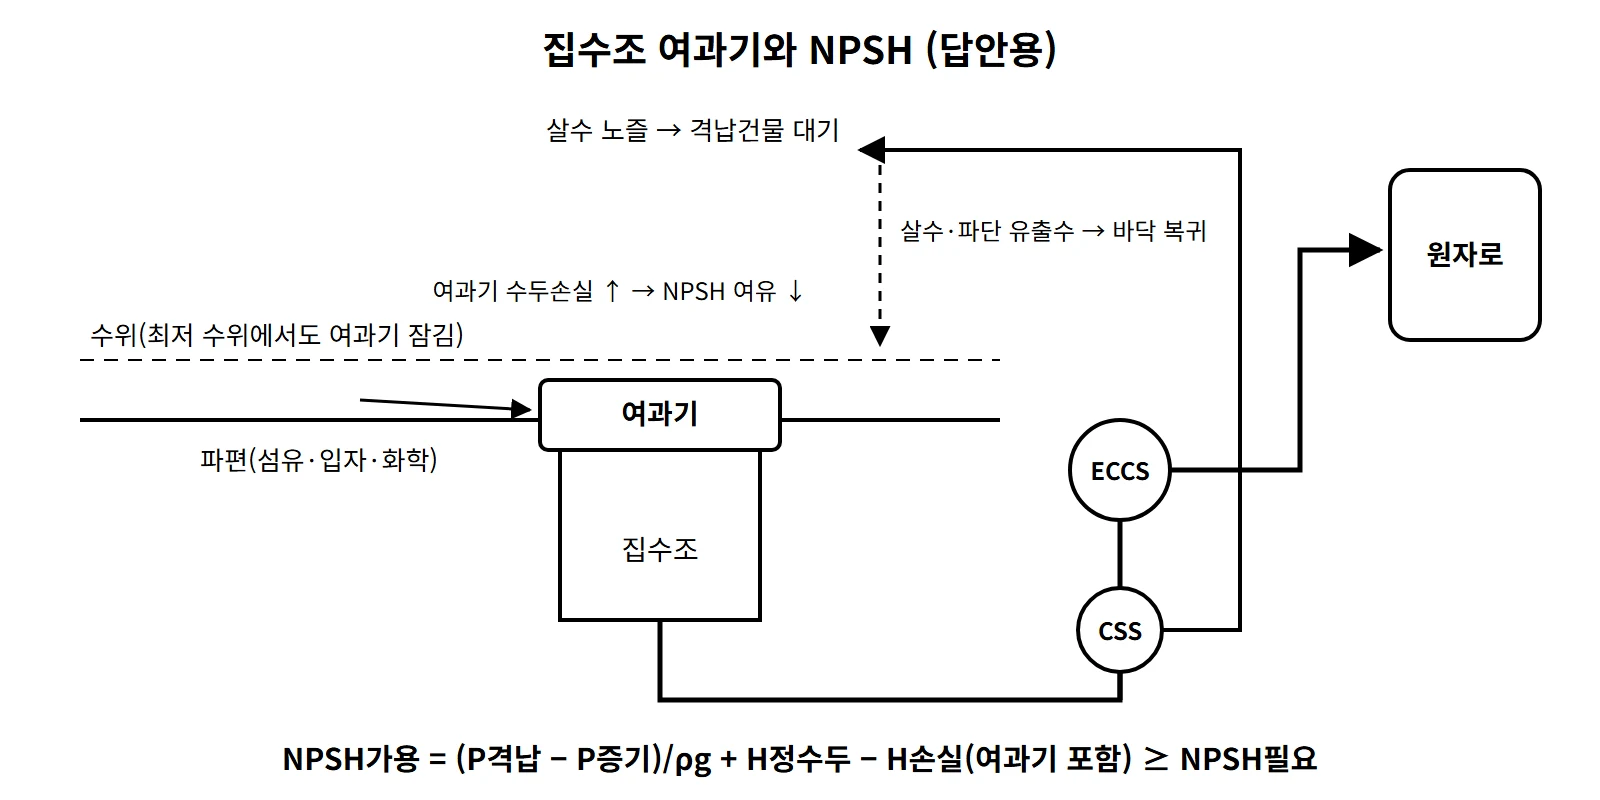 집수조 여과기와 NPSH (답안용)
살수 노즐 → 격납건물 대기
살수·파단 유출수 → 바닥 복귀
원자로
여과기 수두손실 ↑ → NPSH 여유 ↓
수위(최저 수위에서도 여과기 잠김)
여과기
파편(섬유·입자·화학)
ECCS
집수조
CSS
NPSH가용 = (P격납 − P증기)/ρg + H정수두 − H손실(여과기 포함) ≥ NPSH필요